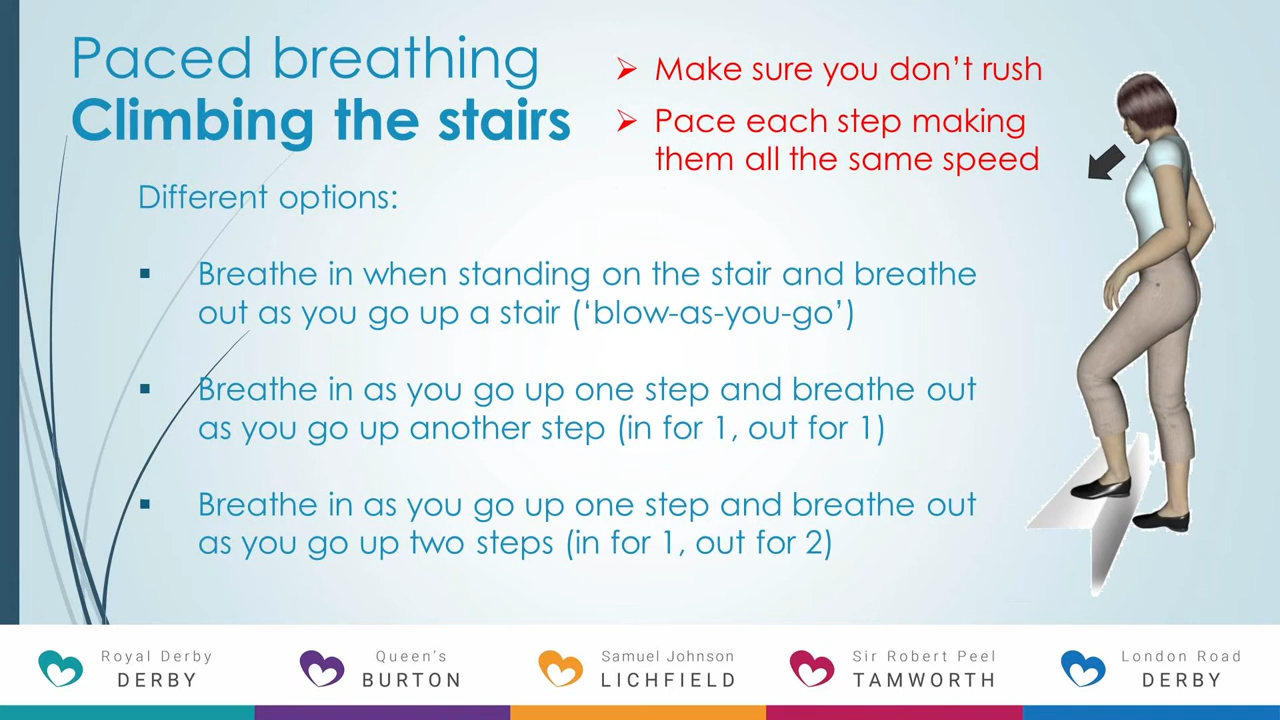 Paced breathing
Climbing the stairs
➢ Make sure you don’t rush
➢ Pace each step making
them all the same speed
Different options:
▪ Breathe in when standing on the stair and breathe
out as you go up a stair (‘blow-as-you-go’)
▪ Breathe in as you go up one step and breathe out
as you go up another step (in for 1, out for 1)
▪ Breathe in as you go up one step and breathe out
as you go up two steps (in for 1, out for 2)
Royal Derby
DERBY
Queen’s
BURTON
Samuel Johnson
LICHFIELD
Sir Robert Peel
TAMWORTH
London Road
DERBY